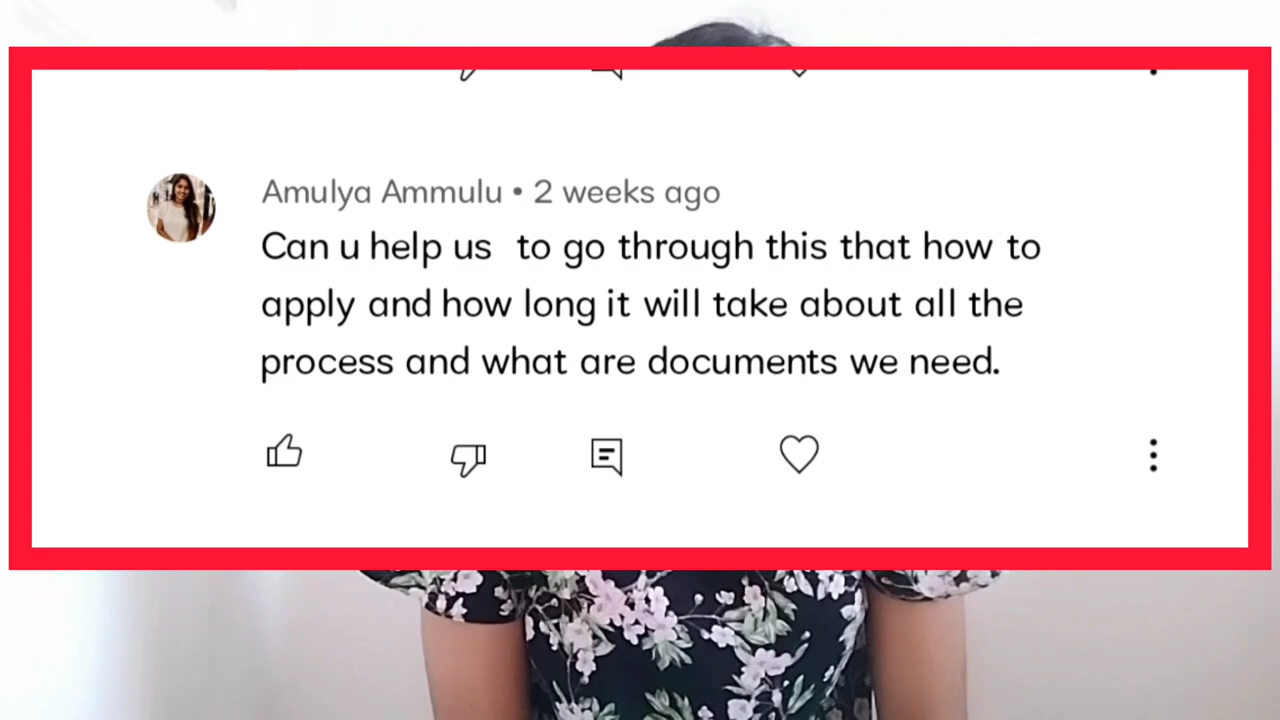 Amulya Ammulu • 2 weeks ago
Can u help us to go through this that how to
apply and how long it will take about all the
process and what are documents we need.